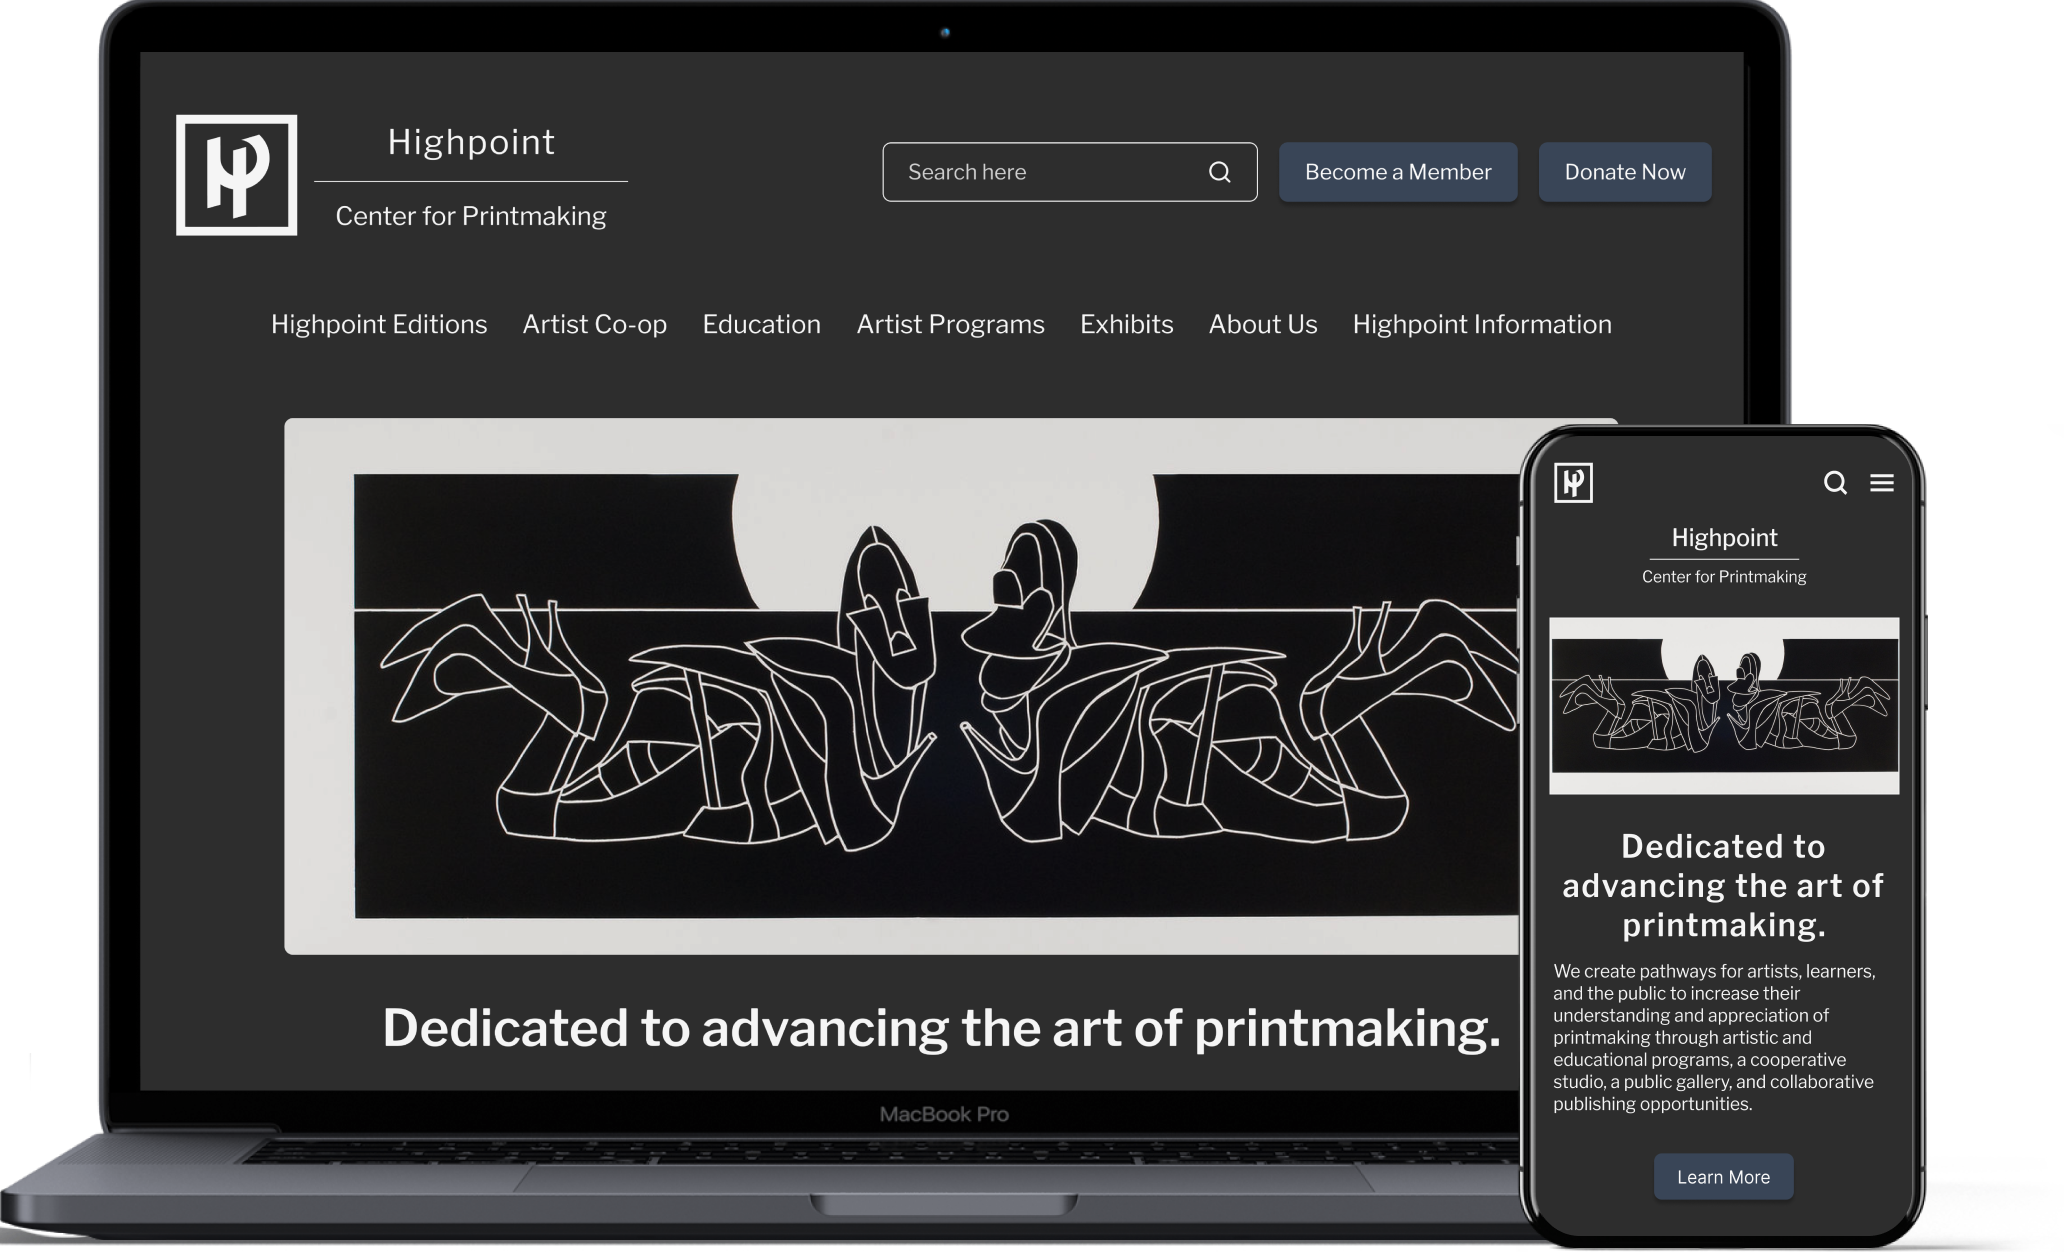 Highpoint
Center for Printmaking
Search here
Become a Member
Donate Now
Highpoint Editions
Artist Co-op
Education
Artist Programs
Exhibits
About Us
Highpoint Information
Dedicated to advancing the art of printmaking.
MacBook Pro
Highpoint
Center for Printmaking
Dedicated to
advancing the art of
printmaking.
We create pathways for artists, learners,
and the public to increase their
understanding and appreciation of
printmaking through artistic and
educational programs, a cooperative
studio, a public gallery, and collaborative
publishing opportunities.
Learn More